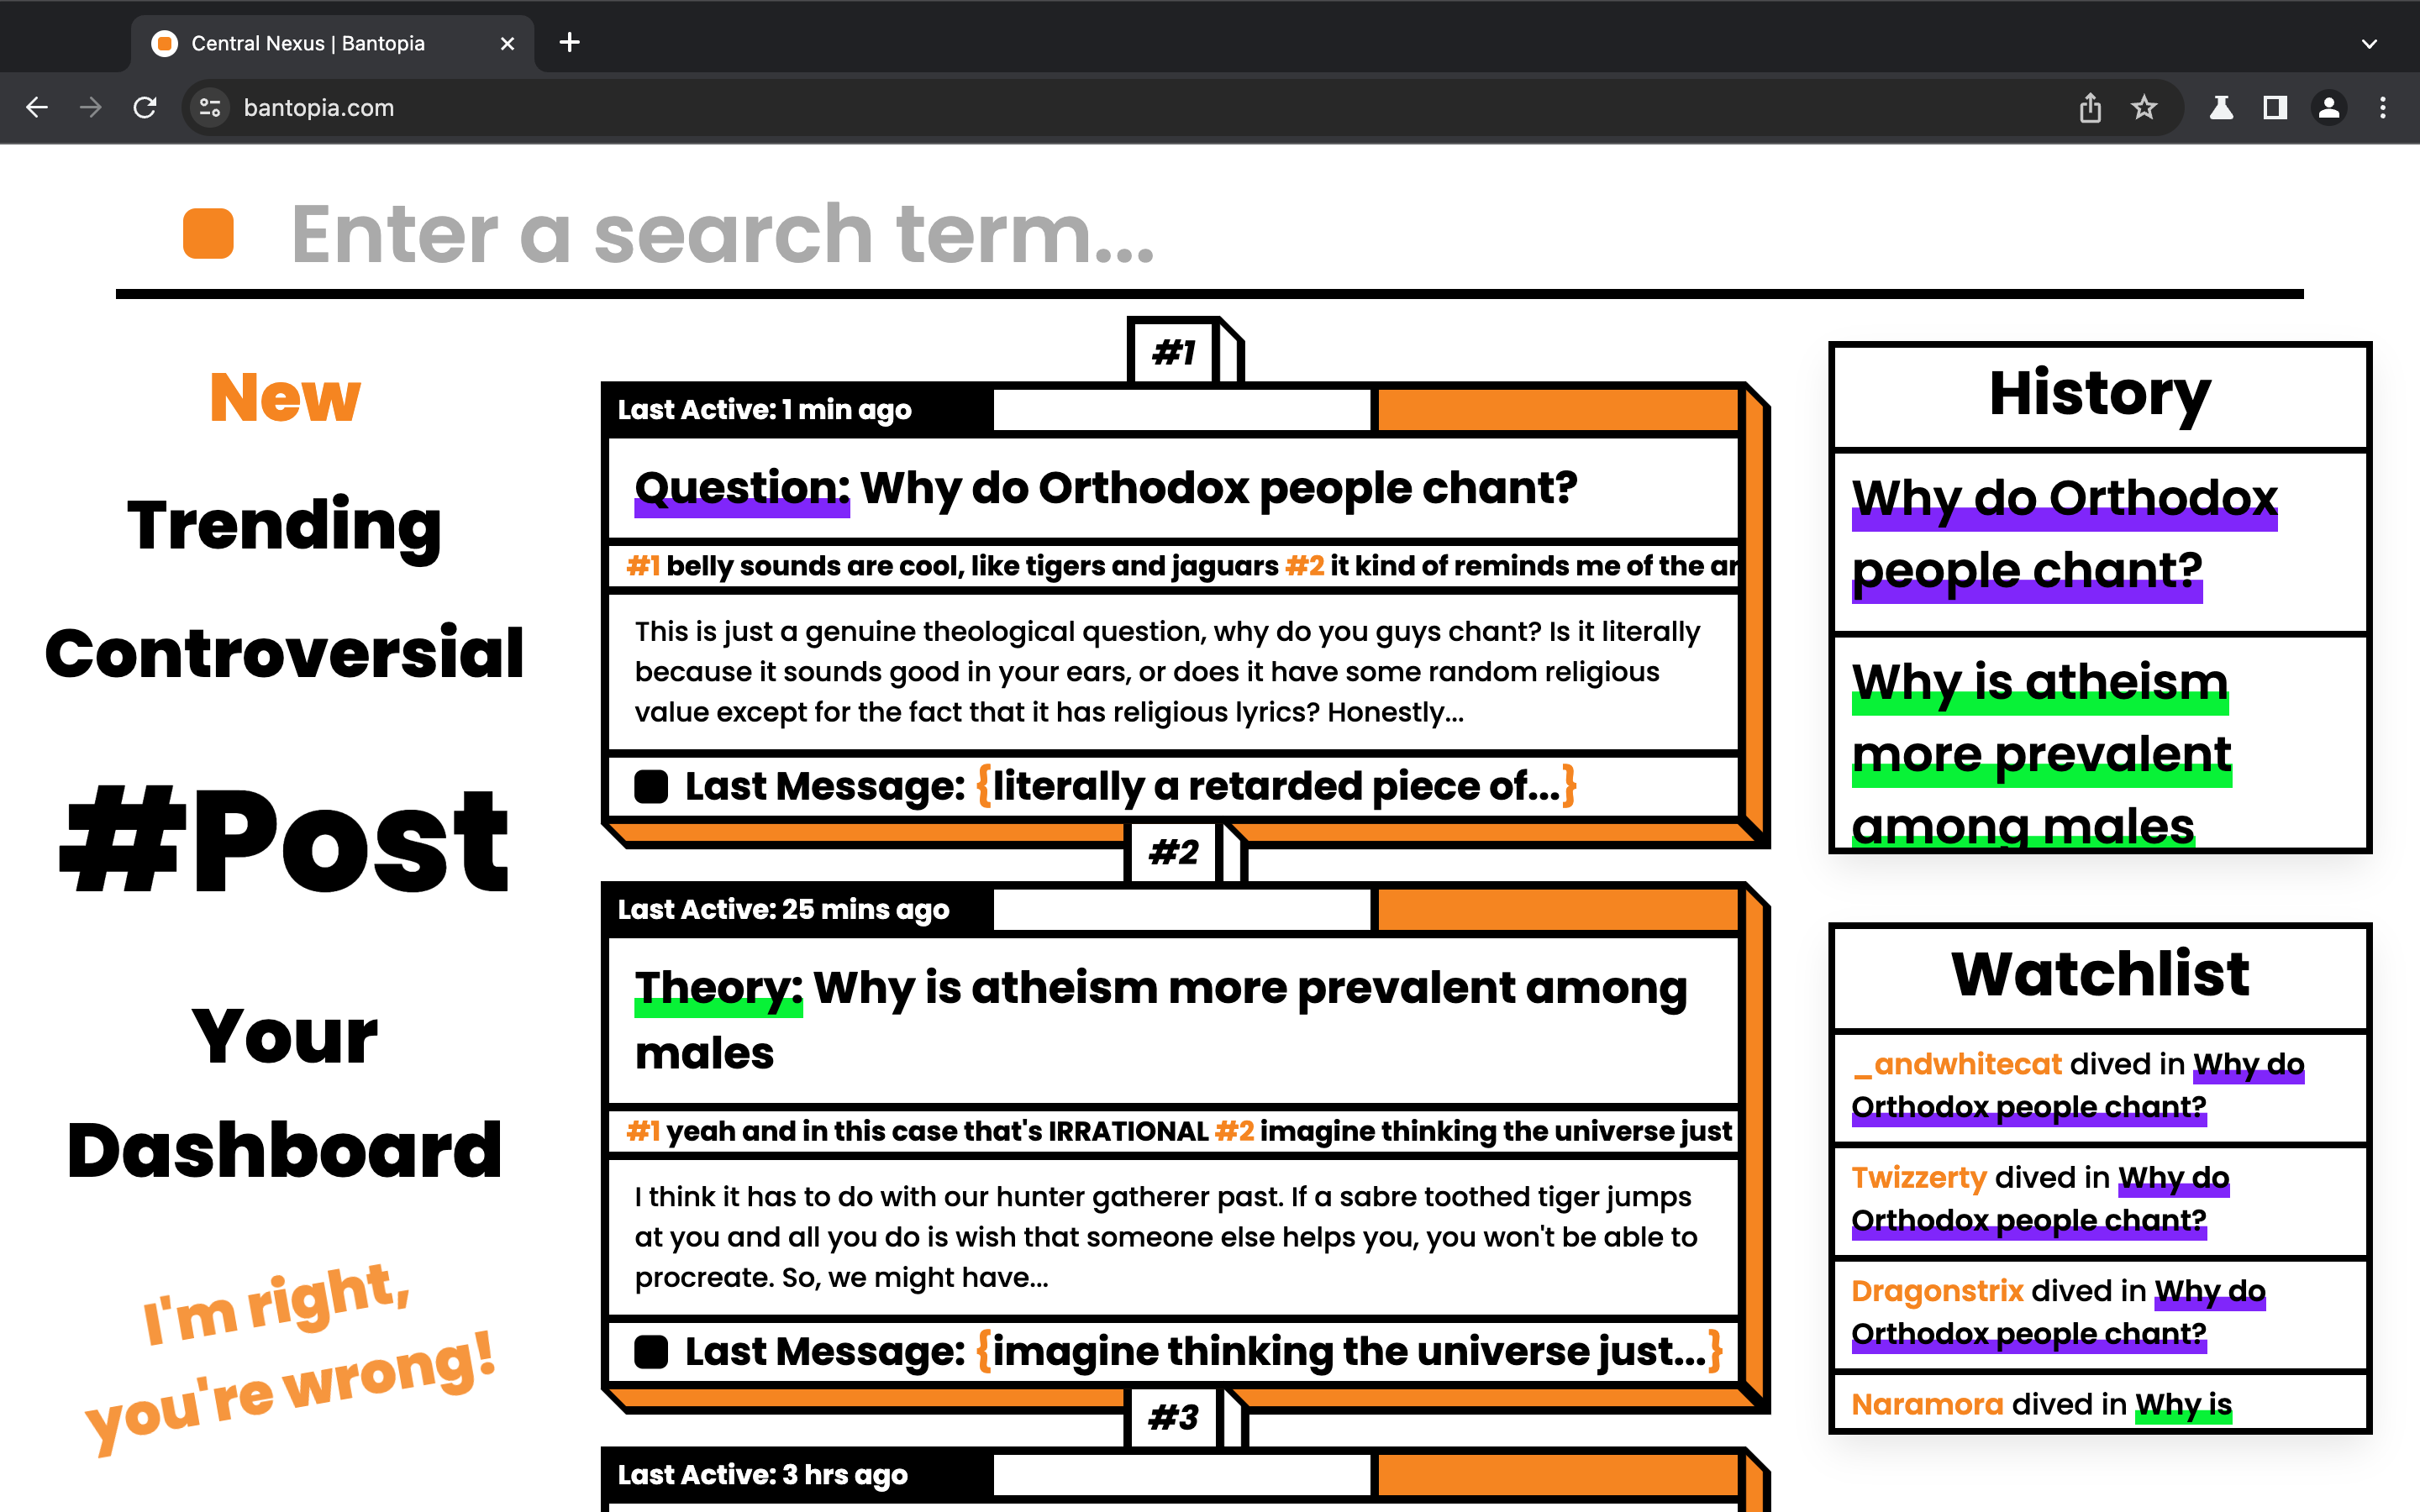 Central Nexus | Bantopia
bantopia.com
Enter a search term...
New
Trending
Controversial
#Post
Your
Dashboard
I'm right,
you're wrong!
#1
Last Active: 1 min ago
Question: Why do Orthodox people chant?
#1 belly sounds are cool, like tigers and jaguars #2 it kind of reminds me of the
This is just a genuine theological question, why do you guys chant? Is it literally
because it sounds good in your ears, or does it have some random religious
value except for the fact that it has religious lyrics? Honestly...
Last Message: {literally a retarded piece of...}
#2
Last Active: 25 mins ago
Theory: Why is atheism more prevalent among
males
#1 yeah and in this case that's IRRATIONAL #2 imagine thinking the universe just
I think it has to do with our hunter gatherer past. If a sabre toothed tiger jumps
at you and all you do is wish that someone else helps you, you won't be able to
procreate. So, we might have...
Last Message: {imagine thinking the universe just...}
#3
Last Active: 3 hrs ago
History
Why do Orthodox
people chant?
Why is atheism
more prevalent
among males
Watchlist
_andwhitecat dived in Why do
Orthodox people chant?
Twizzerty dived in Why do
Orthodox people chant?
Dragonstrix dived in Why do
Orthodox people chant?
Naramora dived in Why is